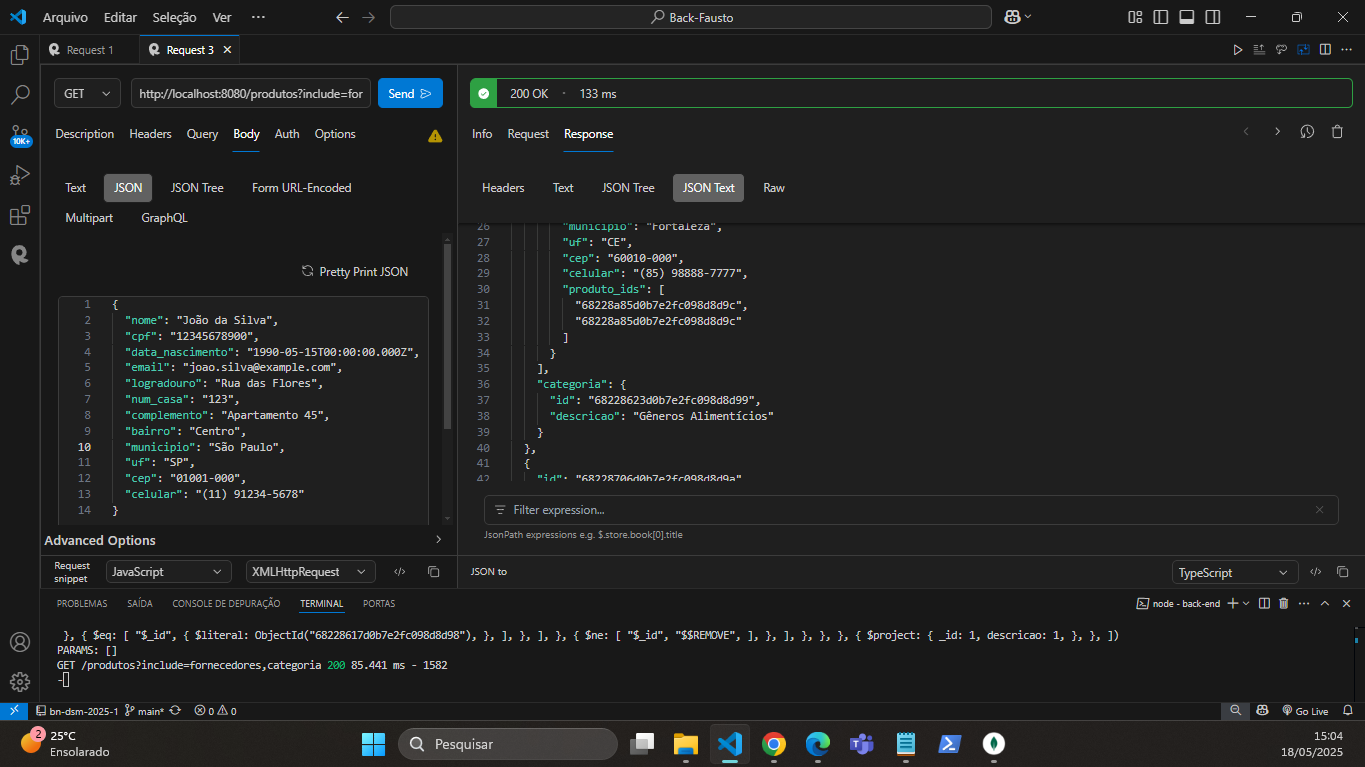 Arquivo Editar Seleção Ver ··· Back-Fausto
Request 1 Request 3
GET http://localhost:8080/produtos?include=for Send
200 OK · 133 ms
Description Headers Query Body Auth Options
Info Request Response
Text JSON JSON Tree Form URL-Encoded
Multipart GraphQL
Headers Text JSON Tree JSON Text Raw
10K+
Pretty Print JSON
1 {
2 "nome": "João da Silva",
3 "cpf": "12345678900",
4 "data_nascimento": "1990-05-15T00:00:00.000Z",
5 "email": "joao.silva@example.com",
6 "logradouro": "Rua das Flores",
7 "num_casa": "123",
8 "complemento": "Apartamento 45",
9 "bairro": "Centro",
10 "municipio": "São Paulo",
11 "uf": "SP",
12 "cep": "01001-000",
13 "celular": "(11) 91234-5678"
14 }
26 "municipio": "Fortaleza",
27 "uf": "CE",
28 "cep": "60010-000",
29 "celular": "(85) 98888-7777",
30 "produto_ids": [
31 "68228a85d0b7e2fc098d8d9c",
32 "68228a85d0b7e2fc098d8d9c"
33 ]
34 }
35 ],
36 "categoria": {
37 "id": "68228623d0b7e2fc098d8d99",
38 "descricao": "Gêneros Alimentícios"
39 }
40 },
41 {
42 "id": "68228706d0b7e2fc098d8d9a"
Filter expression...
JsonPath expressions e.g. $.store.book[0].title
Advanced Options
Request snippet JavaScript XMLHttpRequest
JSON to TypeScript
PROBLEMAS SAÍDA CONSOLE DE DEPURAÇÃO TERMINAL PORTAS
node - back-end
}, { $eq: [ "$_id", { $literal: ObjectId("68228617d0b7e2fc098d8d98"), }, ], }, ], }, { $ne: [ "$_id", "$$REMOVE", ], }, ], }, }, }, { $project: { _id: 1, descricao: 1, }, }, ])
PARAMS: []
GET /produtos?include=fornecedores,categoria 200 85.441 ms - 1582
-
bn-dsm-2025-1 main* 0 0 Go Live
2
25°C
Ensolarado
Pesquisar
15:04
18/05/2025